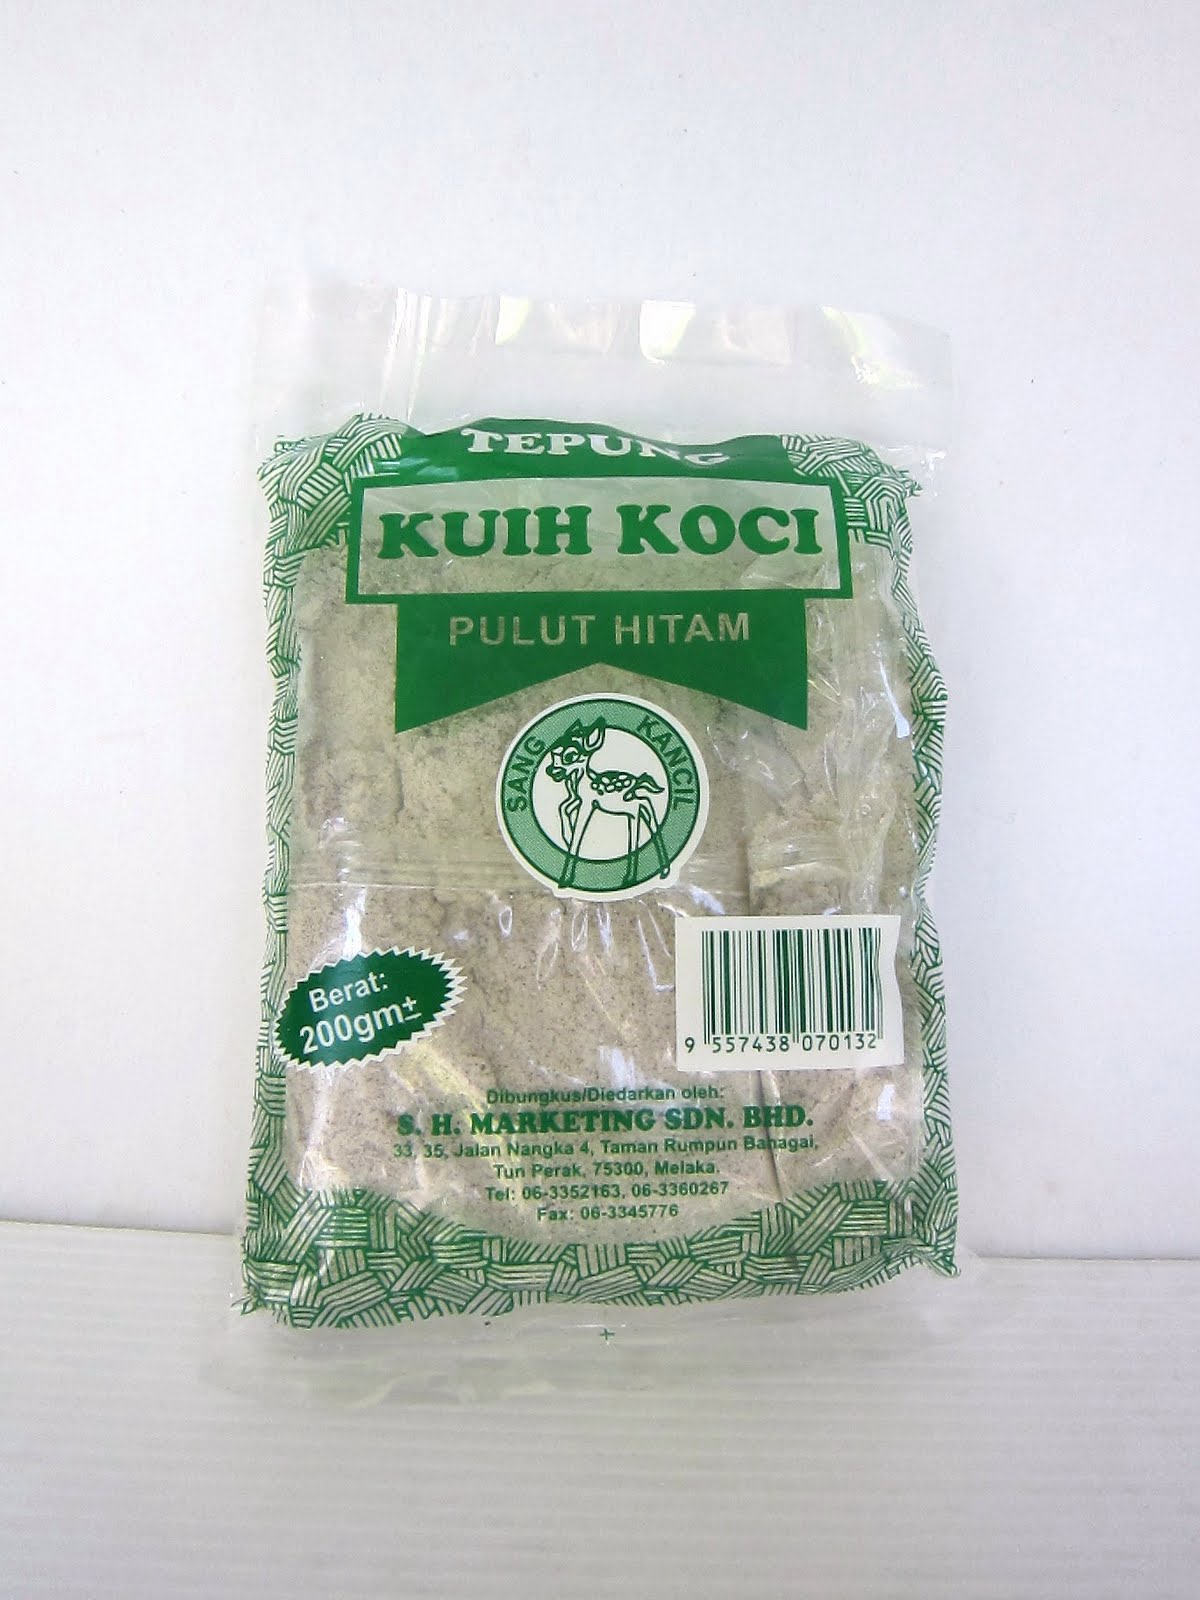 TEPUNG
KUIH KOCI
PULUT HITAM
SANG KANCIL
Berat:
200gm±
9 557438 070132
Dibungkus/Diedarkan oleh:
S. H. MARKETING SDN. BHD.
33, 35, Jalan Nangka 4, Taman Rumpun Bahagai,
Tun Perak, 75300, Melaka.
Tel: 06-3352163, 06-3360267
Fax: 06-3345776